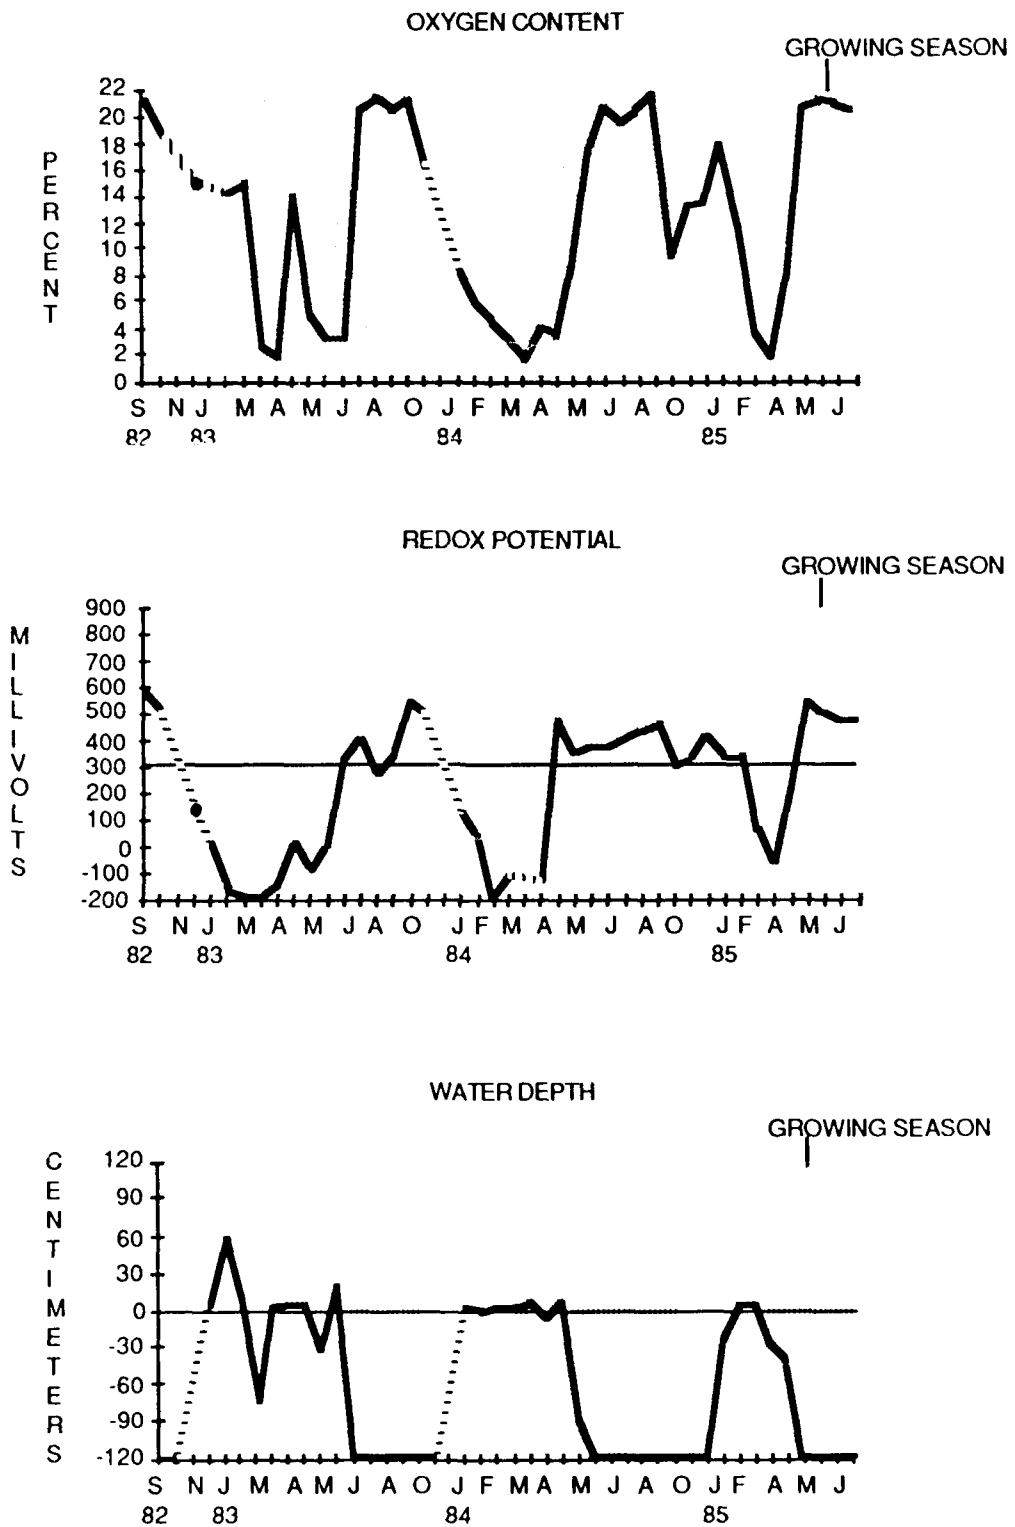 OXYGEN CONTENT
GROWING SEASON
PERCENT
22
20
18
16
14
12
10
8
6
4
2
0
S N J M A M J A O J F M A M J A O J F A M J
82 83 84 85
REDOX POTENTIAL
GROWING SEASON
MILLIVOLTS
900
800
700
600
500
400
300
200
100
0
-100
-200
S N J M A M J A O J F M A M J A O J F A M J
82 83 84 85
WATER DEPTH
GROWING SEASON
CENTIMETERS
120
90
60
30
0
-30
-60
-90
-120
S N J M A M J A O J F M A M J A O J F A M J
82 83 84 85